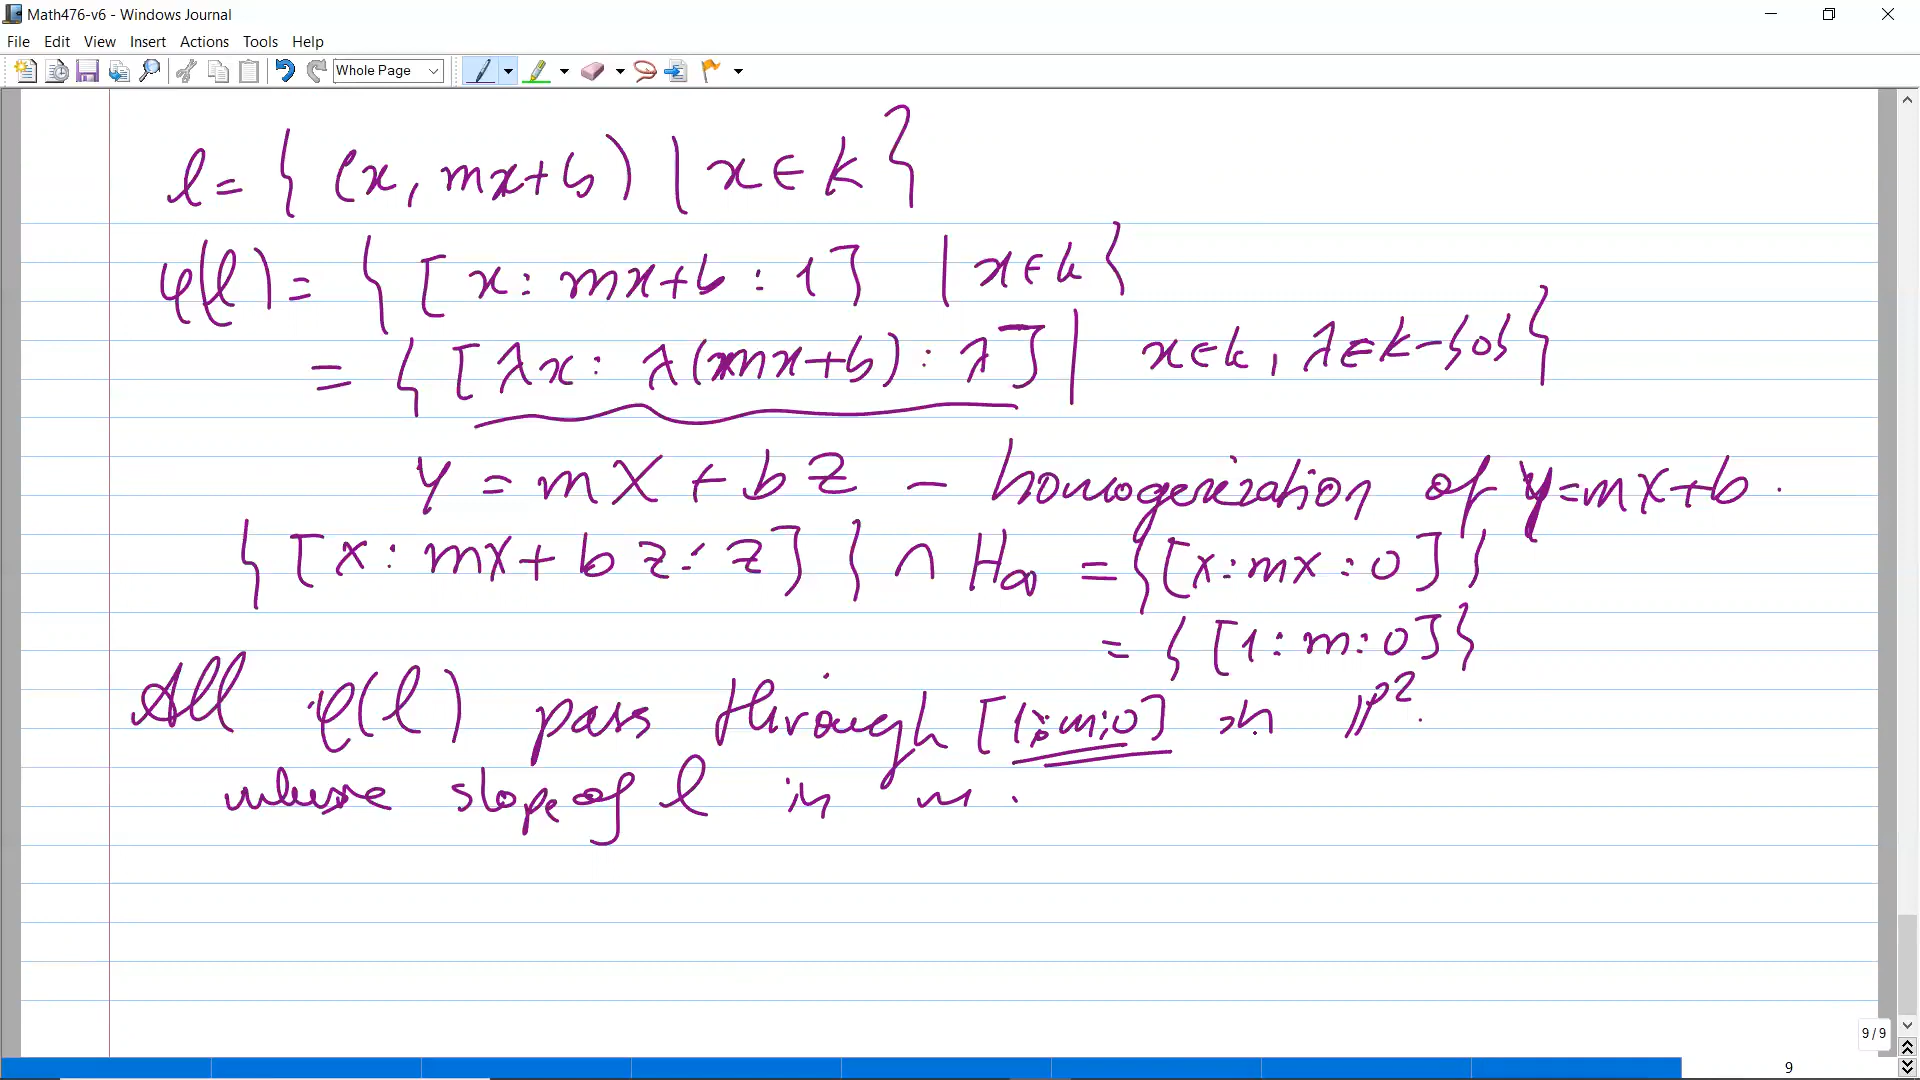 Math476-v6 - Windows Journal
File Edit View Insert Actions Tools Help
Whole Page
l = { (x, mx+b) | x ∈ k }
φ(l) = { [x : mx+b : 1] | x ∈ k }
= { [λx : λ(mx+b) : λ] | x ∈ k, λ ∈ k-{0} }
Y = mX + bZ – homogenization of y=mx+b.
{ [X : mX + bZ : Z] } ∩ H∞ = { [X : mX : 0] }
= { [1 : m : 0] }
All φ(l) pass through [1:m:0] in ℙ².
where slope of l is m.
9 / 9
9